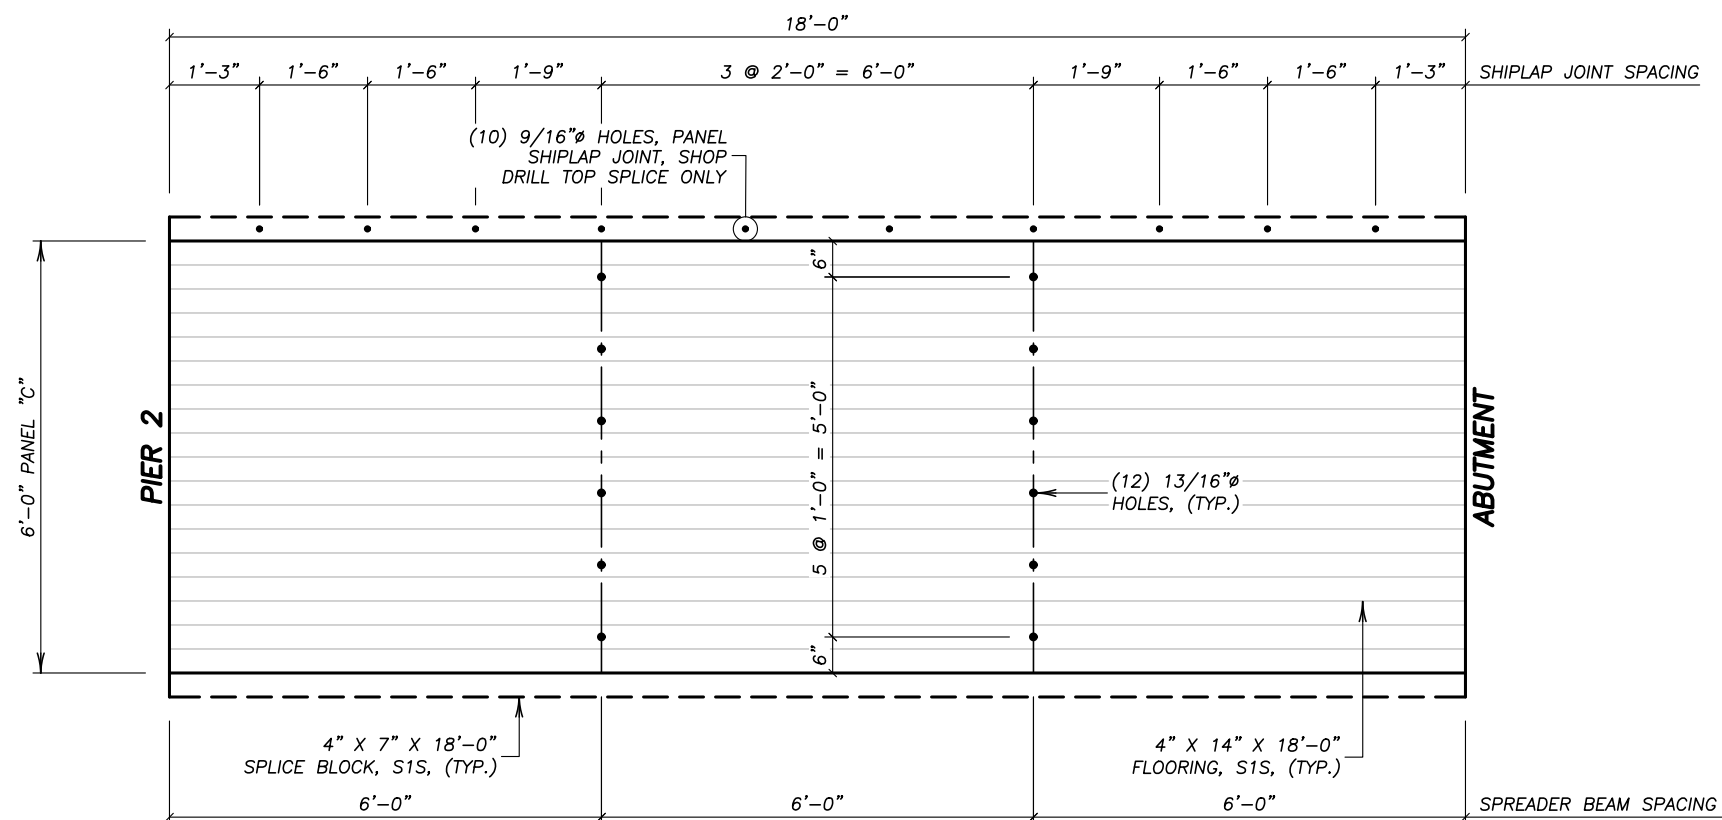 18'-0"
1'-3" 1'-6" 1'-6" 1'-9" 3 @ 2'-0" = 6'-0" 1'-9" 1'-6" 1'-6" 1'-3" SHIPLAP JOINT SPACING
(10) 9/16"ø HOLES, PANEL
SHIPLAP JOINT, SHOP
DRILL TOP SPLICE ONLY
6'-0" PANEL "C"
PIER 2
6"
5 @ 1'-0" = 5'-0"
6"
(12) 13/16"ø
HOLES, (TYP.)
ABUTMENT
4" X 7" X 18'-0"
SPLICE BLOCK, S1S, (TYP.)
4" X 14" X 18'-0"
FLOORING, S1S, (TYP.)
6'-0" 6'-0" 6'-0" SPREADER BEAM SPACING